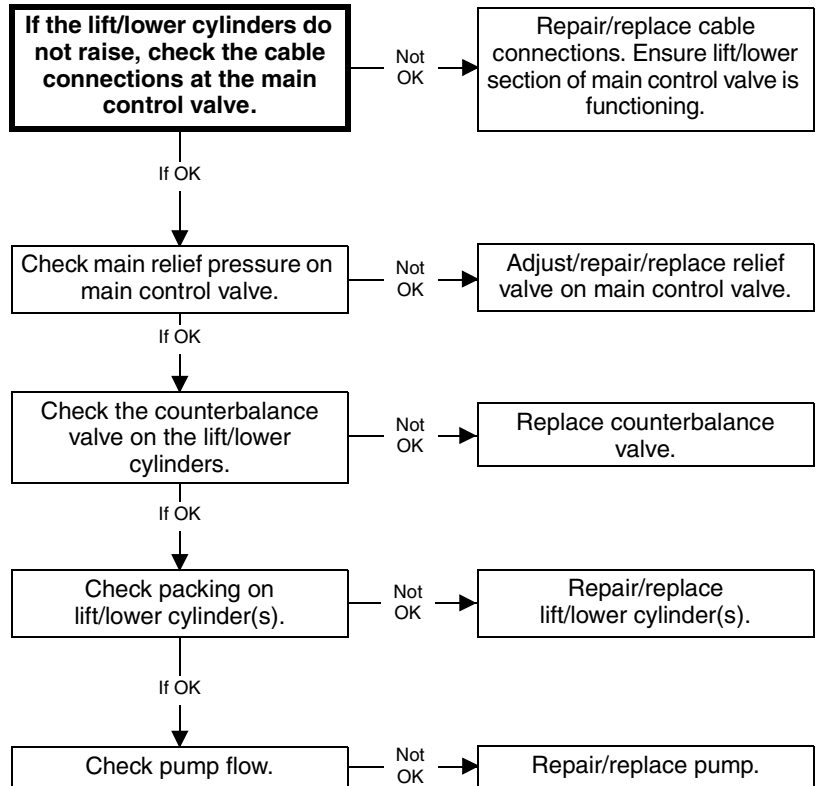 If the lift/lower cylinders do
not raise, check the cable
connections at the main
control valve.
Not
OK
Repair/replace cable
connections. Ensure lift/lower
section of main control valve is
functioning.
If OK
Check main relief pressure on
main control valve.
Not
OK
Adjust/repair/replace relief
valve on main control valve.
If OK
Check the counterbalance
valve on the lift/lower
cylinders.
Not
OK
Replace counterbalance
valve.
If OK
Check packing on
lift/lower cylinder(s).
Not
OK
Repair/replace
lift/lower cylinder(s).
If OK
Check pump flow.
Not
OK
Repair/replace pump.